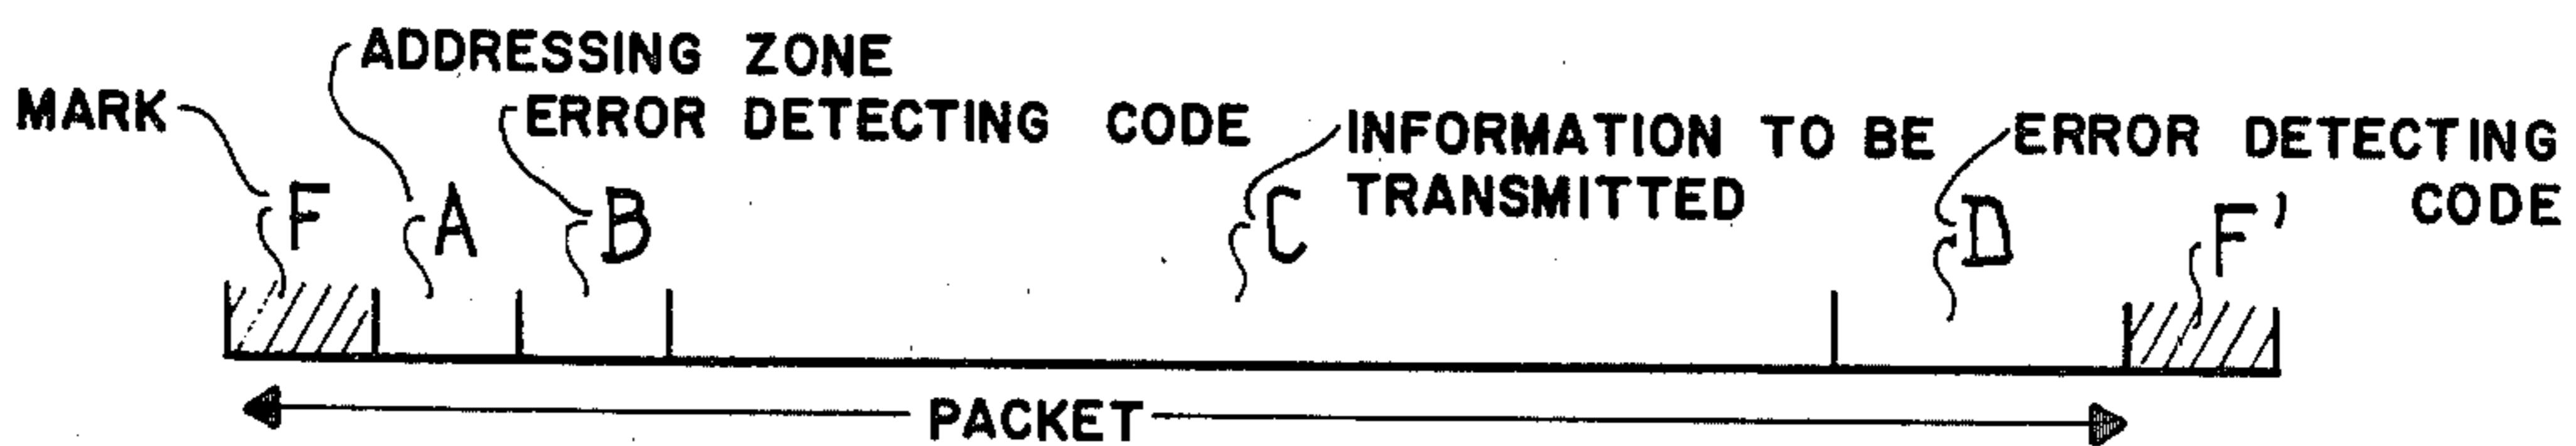 ADDRESSING ZONE
MARK
ERROR DETECTING CODE
INFORMATION TO BE
TRANSMITTED
ERROR DETECTING
CODE
F A B C D F'
PACKET